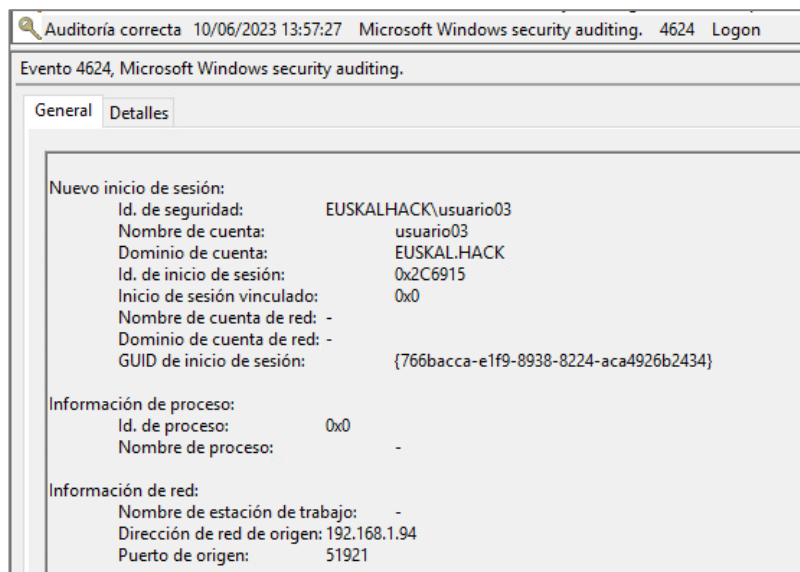 Auditoría correcta 10/06/2023 13:57:27 Microsoft Windows security auditing. 4624 Logon
Evento 4624, Microsoft Windows security auditing.
General Detalles
Nuevo inicio de sesión:
Id. de seguridad: EUSKALHACK\usuario03
Nombre de cuenta: usuario03
Dominio de cuenta: EUSKAL.HACK
Id. de inicio de sesión: 0x2C6915
Inicio de sesión vinculado: 0x0
Nombre de cuenta de red: -
Dominio de cuenta de red: -
GUID de inicio de sesión: {766bacca-e1f9-8938-8224-aca4926b2434}
Información de proceso:
Id. de proceso: 0x0
Nombre de proceso: -
Información de red:
Nombre de estación de trabajo: -
Dirección de red de origen: 192.168.1.94
Puerto de origen: 51921